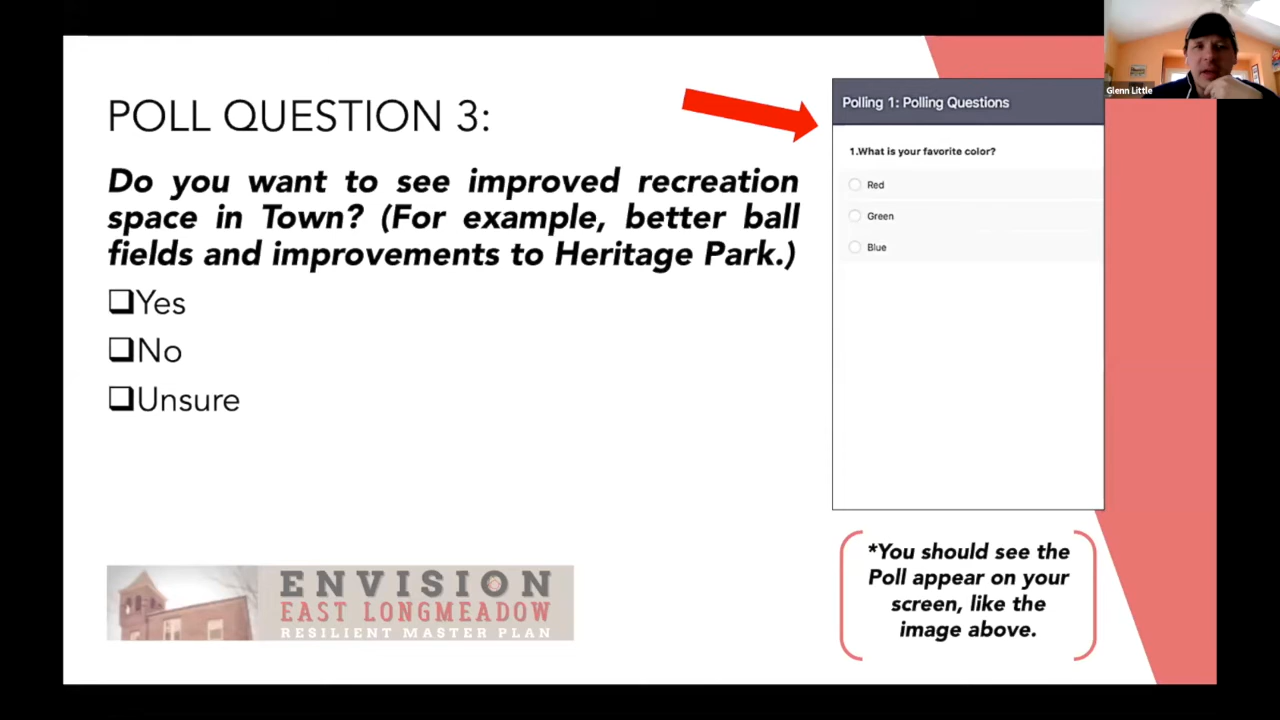 POLL QUESTION 3:
Do you want to see improved recreation
space in Town? (For example, better ball
fields and improvements to Heritage Park.)
❑Yes
❑No
❑Unsure
ENVISION
EAST LONGMEADOW
RESILIENT MASTER PLAN
Polling 1: Polling Questions
1.What is your favorite color?
Red
Green
Blue
*You should see the
Poll appear on your
screen, like the
image above.
Glenn Little